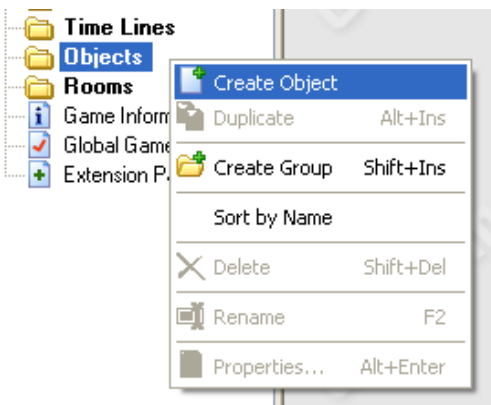 Time Lines
Objects
Rooms
Game Inform
Global Game
Extension P
Create Object
Duplicate Alt+Ins
Create Group Shift+Ins
Sort by Name
Delete Shift+Del
Rename F2
Properties... Alt+Enter